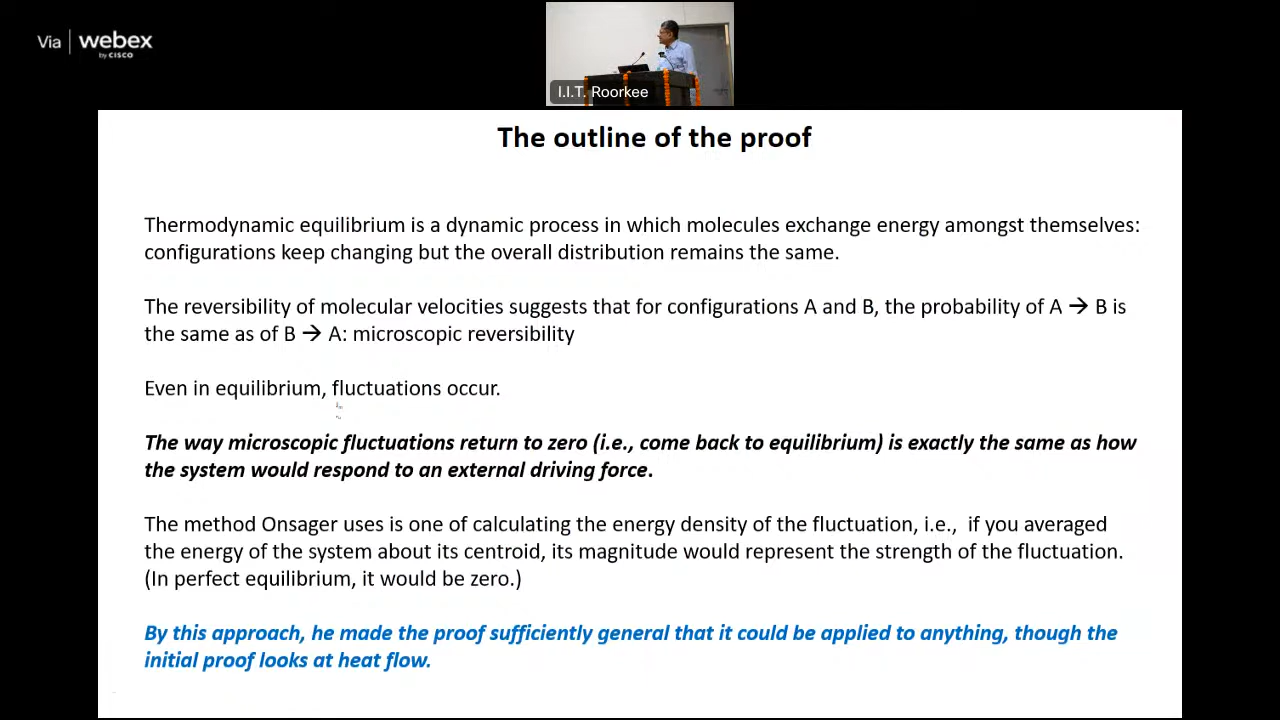 Via webex
by CISCO
I.I.T. Roorkee
The outline of the proof
Thermodynamic equilibrium is a dynamic process in which molecules exchange energy amongst themselves:
configurations keep changing but the overall distribution remains the same.
The reversibility of molecular velocities suggests that for configurations A and B, the probability of A → B is
the same as of B → A: microscopic reversibility
Even in equilibrium, fluctuations occur.
The way microscopic fluctuations return to zero (i.e., come back to equilibrium) is exactly the same as how
the system would respond to an external driving force.
The method Onsager uses is one of calculating the energy density of the fluctuation, i.e., if you averaged
the energy of the system about its centroid, its magnitude would represent the strength of the fluctuation.
(In perfect equilibrium, it would be zero.)
By this approach, he made the proof sufficiently general that it could be applied to anything, though the
initial proof looks at heat flow.